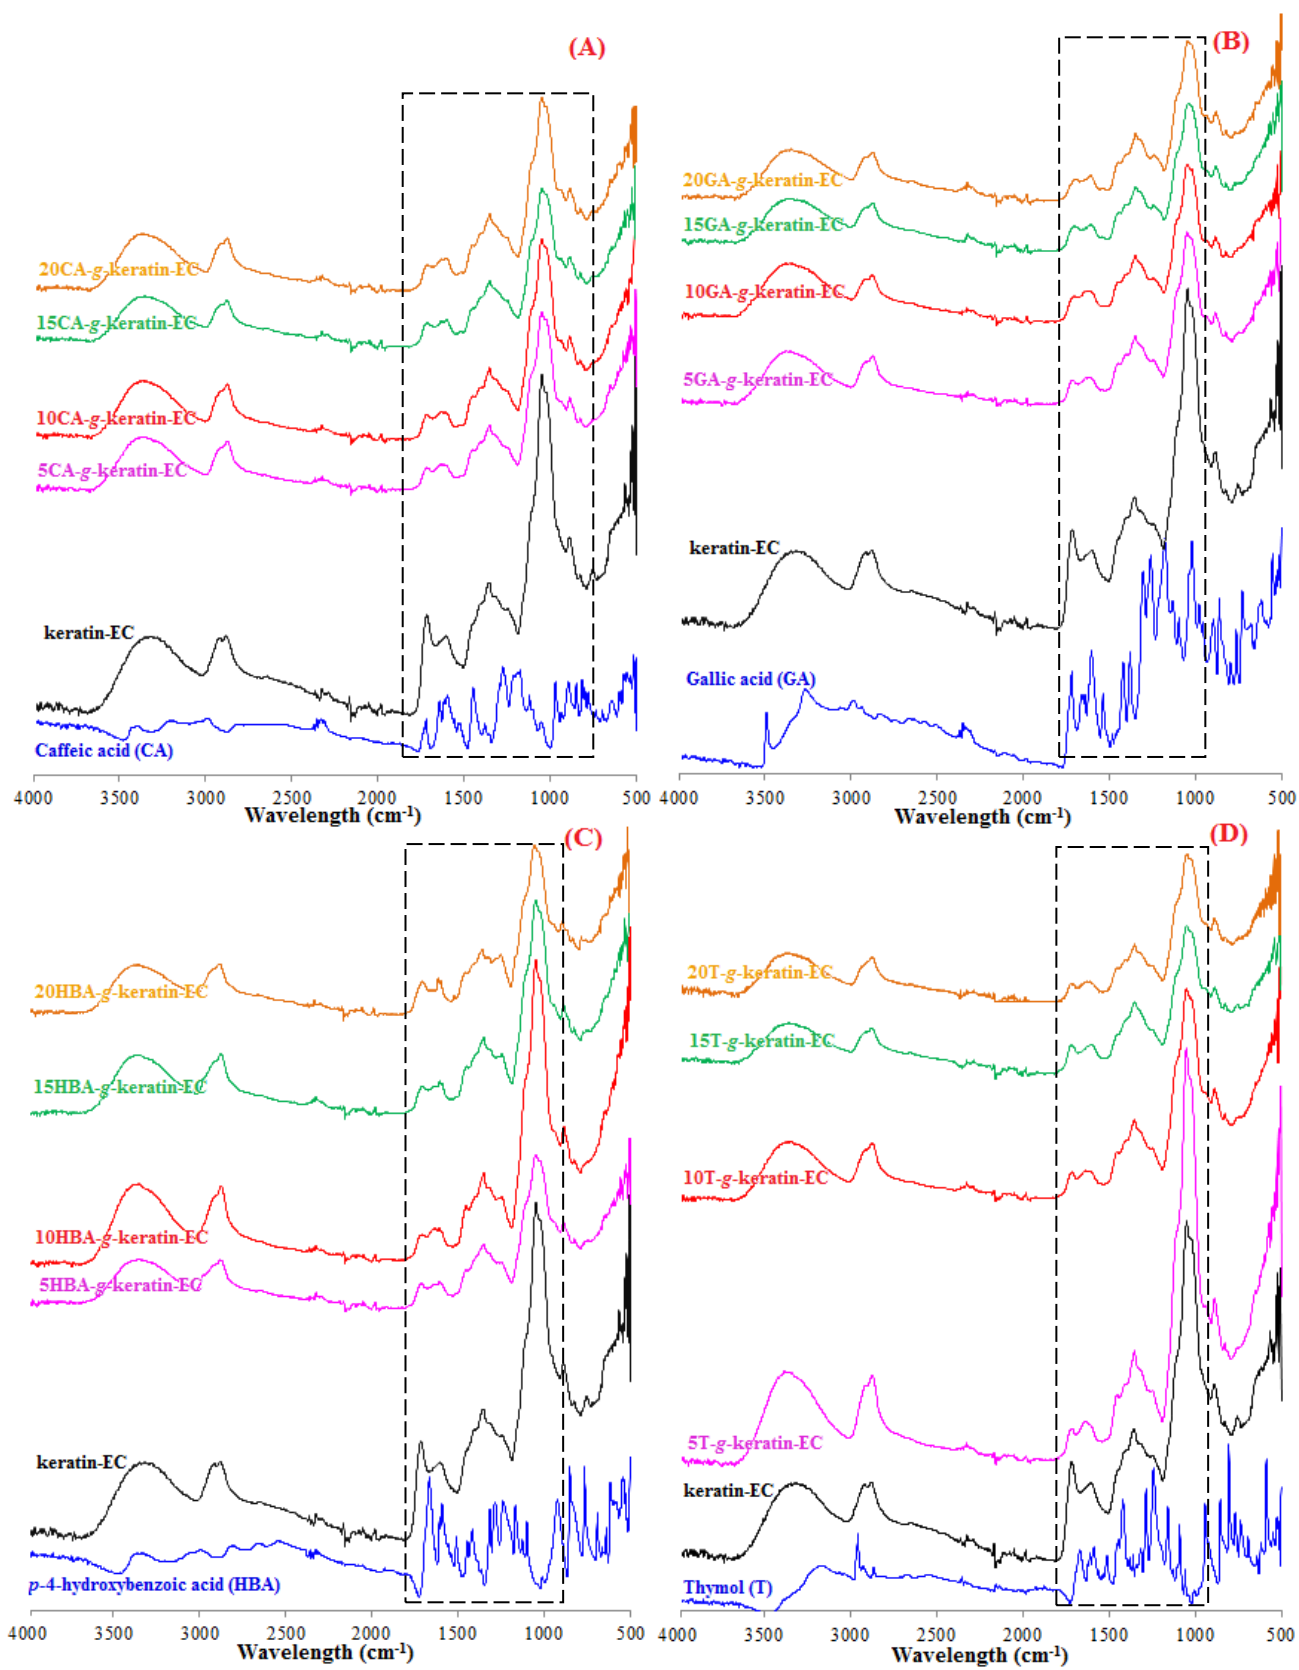 (A)
20CA-g-keratin-EC
15CA-g-keratin-EC
10CA-g-keratin-EC
5CA-g-keratin-EC
keratin-EC
Caffeic acid (CA)
4000 3500 3000 2500 2000 1500 1000 500
Wavelength (cm-1)
(B)
20GA-g-keratin-EC
15GA-g-keratin-EC
10GA-g-keratin-EC
5GA-g-keratin-EC
keratin-EC
Gallic acid (GA)
4000 3500 3000 2500 2000 1500 1000 500
Wavelength (cm-1)
(C)
20HBA-g-keratin-EC
15HBA-g-keratin-EC
10HBA-g-keratin-EC
5HBA-g-keratin-EC
keratin-EC
p-4-hydroxybenzoic acid (HBA)
4000 3500 3000 2500 2000 1500 1000 500
Wavelength (cm-1)
(D)
20T-g-keratin-EC
15T-g-keratin-EC
10T-g-keratin-EC
5T-g-keratin-EC
keratin-EC
Thymol (T)
4000 3500 3000 2500 2000 1500 1000 500
Wavelength (cm-1)